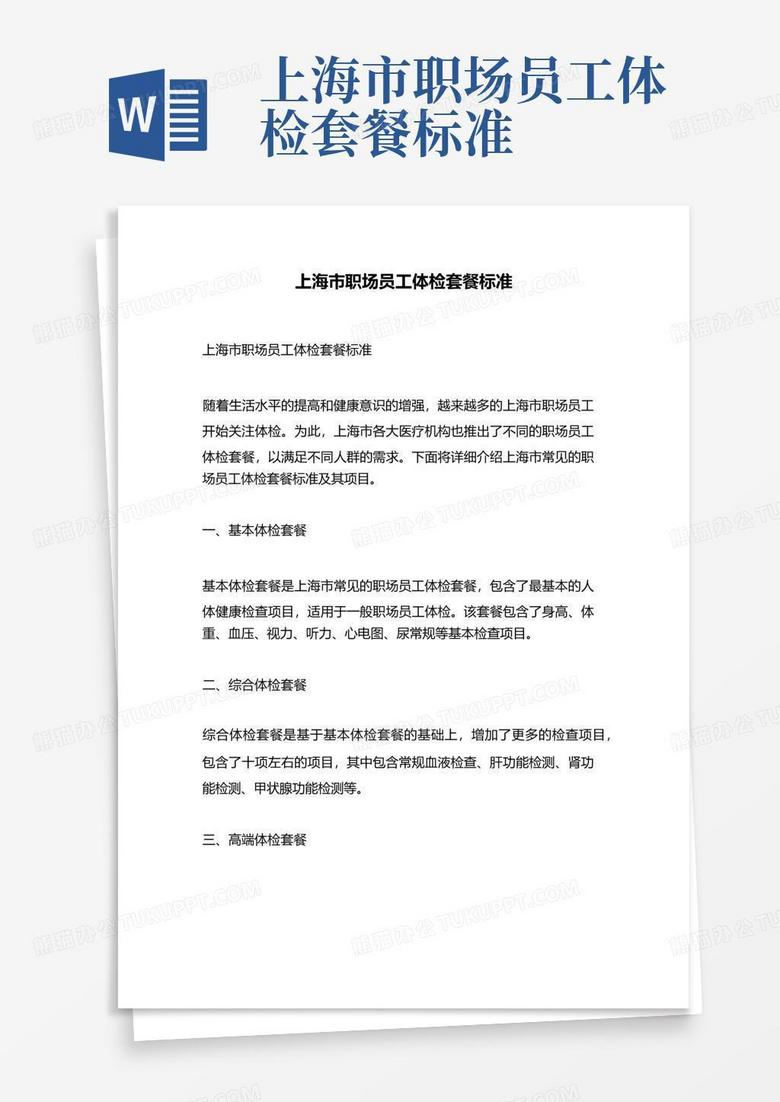 上海市职场员工体
检套餐标准
W
上海市职场员工体检套餐标准
上海市职场员工体检套餐标准
随着生活水平的提高和健康意识的增强，越来越多的上海市职场员工
开始关注体检。为此，上海市各大医疗机构也推出了不同的职场员工
体检套餐，以满足不同人群的需求。下面将详细介绍上海市常见的职
场员工体检套餐标准及其项目。
一、基本体检套餐
基本体检套餐是上海市常见的职场员工体检套餐，包含了最基本的人
体健康检查项目，适用于一般职场员工体检。该套餐包含了身高、体
重、血压、视力、听力、心电图、尿常规等基本检查项目。
二、综合体检套餐
综合体检套餐是基于基本体检套餐的基础上，增加了更多的检查项目，
包含了十项左右的项目，其中包含常规血液检查、肝功能检测、肾功
能检测、甲状腺功能检测等。
三、高端体检套餐
熊猫办公TUKUPPT.COM